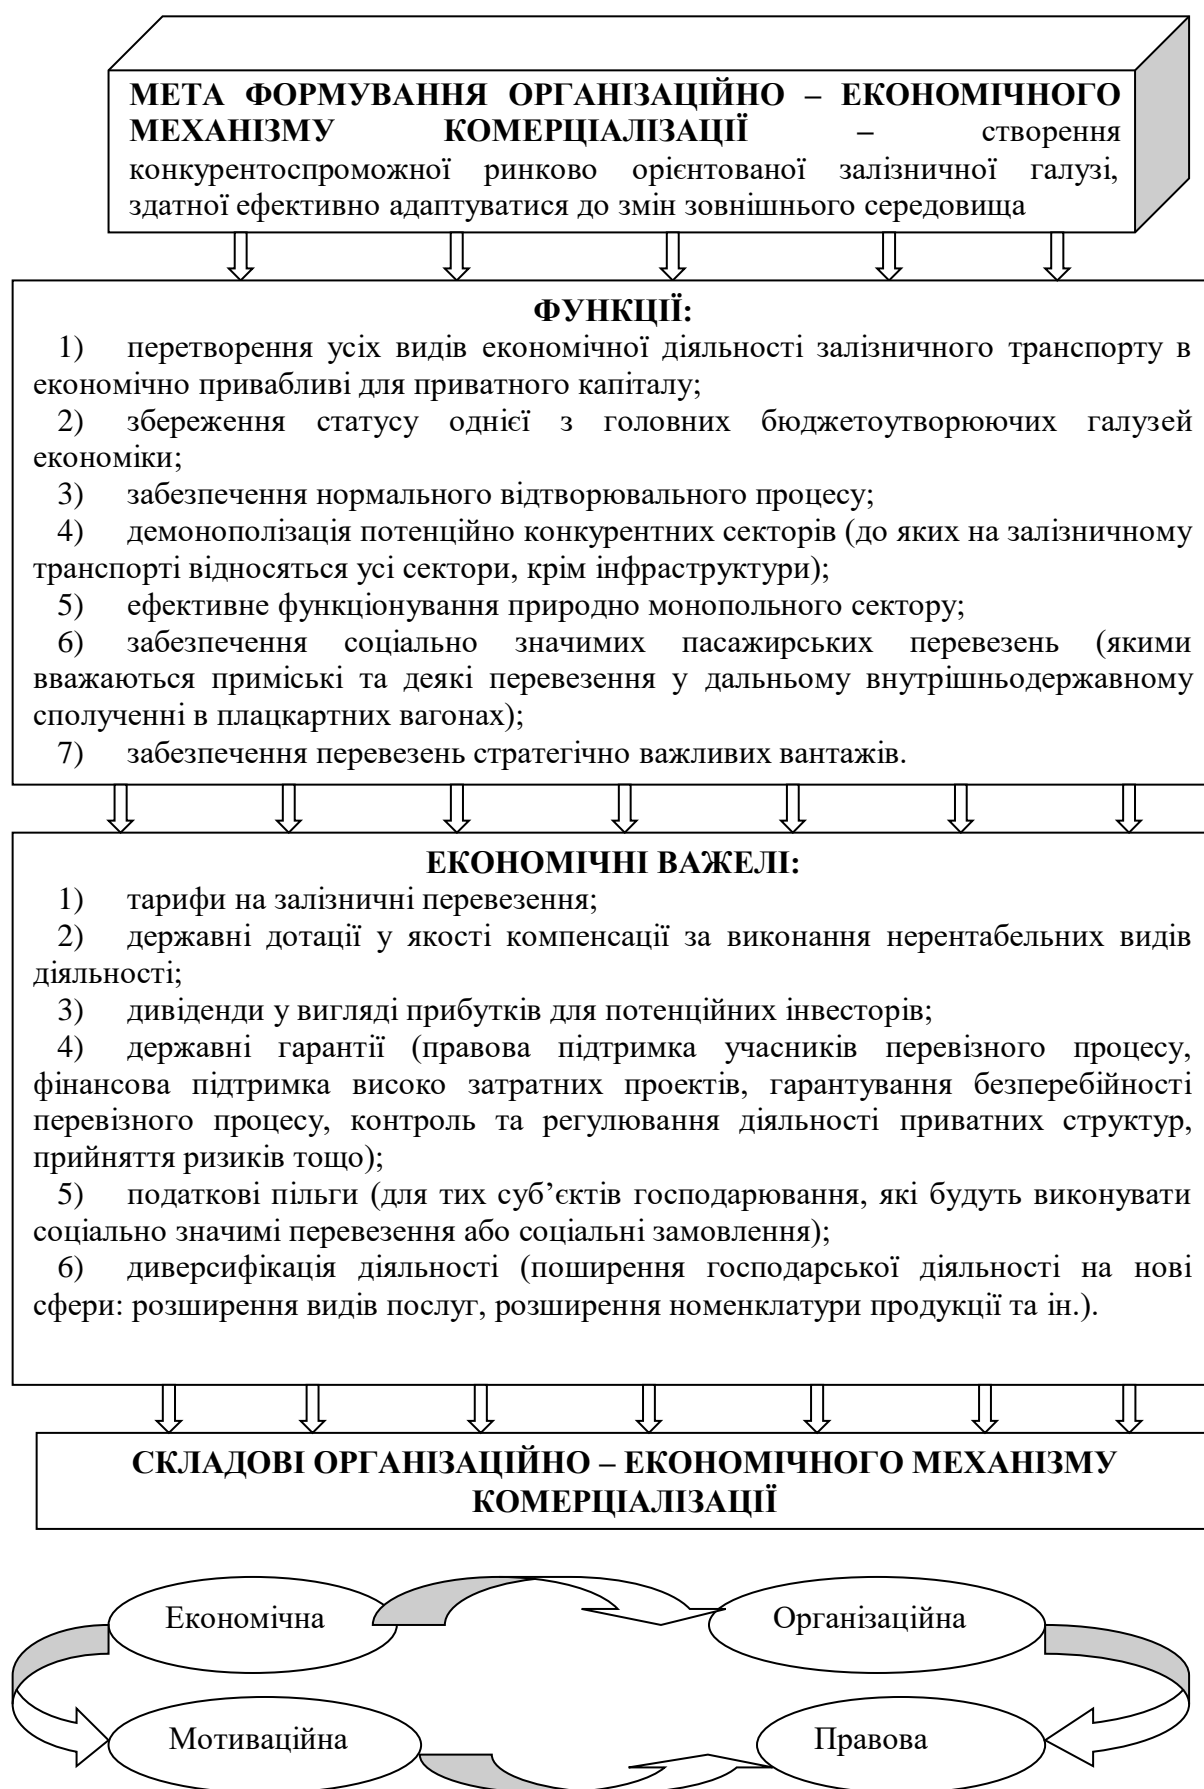 МЕТА ФОРМУВАННЯ ОРГАНІЗАЦІЙНО – ЕКОНОМІЧНОГО
МЕХАНІЗМУ КОМЕРЦІАЛІЗАЦІЇ – створення
конкурентоспроможної ринково орієнтованої залізничної галузі,
здатної ефективно адаптуватися до змін зовнішнього середовища
ФУНКЦІЇ:
1) перетворення усіх видів економічної діяльності залізничного транспорту в
економічно привабливі для приватного капіталу;
2) збереження статусу однієї з головних бюджетоутворюючих галузей
економіки;
3) забезпечення нормального відтворювального процесу;
4) демонополізація потенційно конкурентних секторів (до яких на залізничному
транспорті відносяться усі сектори, крім інфраструктури);
5) ефективне функціонування природно монопольного сектору;
6) забезпечення соціально значимих пасажирських перевезень (якими
вважаються приміські та деякі перевезення у дальньому внутрішньодержавному
сполученні в плацкартних вагонах);
7) забезпечення перевезень стратегічно важливих вантажів.
ЕКОНОМІЧНІ ВАЖЕЛІ:
1) тарифи на залізничні перевезення;
2) державні дотації у якості компенсації за виконання нерентабельних видів
діяльності;
3) дивіденди у вигляді прибутків для потенційних інвесторів;
4) державні гарантії (правова підтримка учасників перевізного процесу,
фінансова підтримка високо затратних проектів, гарантування безперебійності
перевізного процесу, контроль та регулювання діяльності приватних структур,
прийняття ризиків тощо);
5) податкові пільги (для тих суб’єктів господарювання, які будуть виконувати
соціально значимі перевезення або соціальні замовлення);
6) диверсифікація діяльності (поширення господарської діяльності на нові
сфери: розширення видів послуг, розширення номенклатури продукції та ін.).
СКЛАДОВІ ОРГАНІЗАЦІЙНО – ЕКОНОМІЧНОГО МЕХАНІЗМУ
КОМЕРЦІАЛІЗАЦІЇ
Економічна
Організаційна
Мотиваційна
Правова